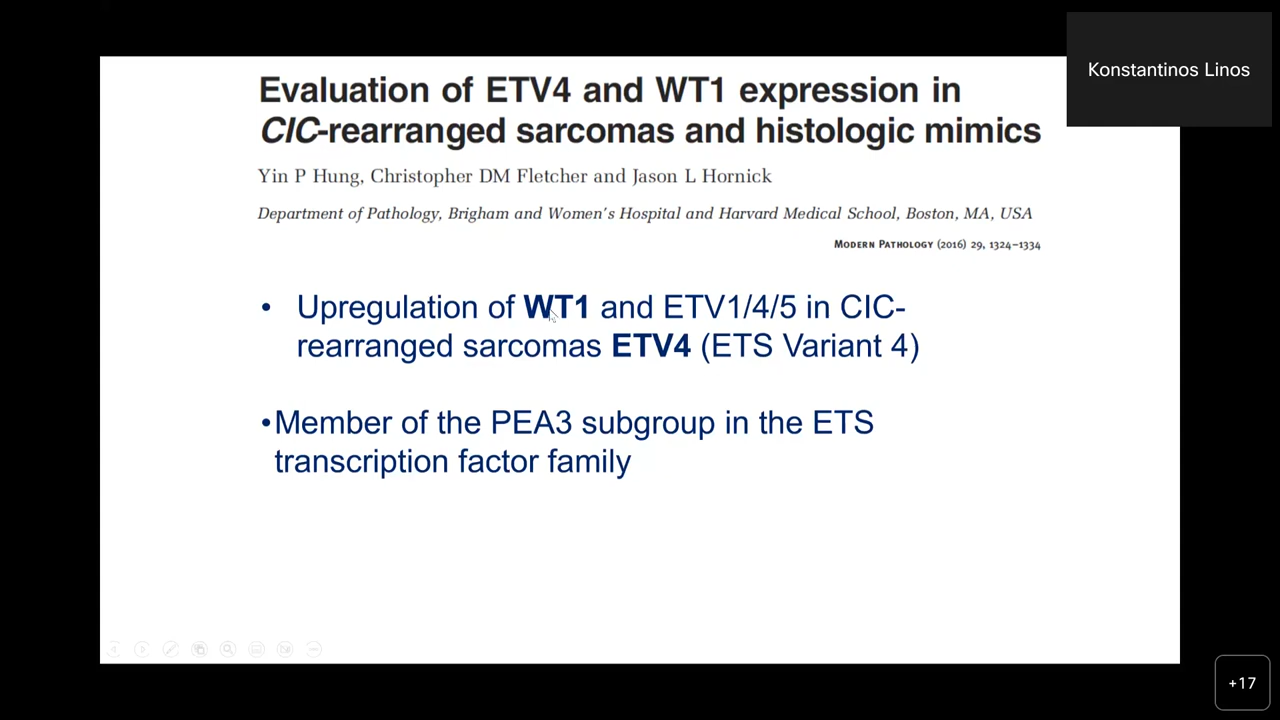 Konstantinos Linos
Evaluation of ETV4 and WT1 expression in
CIC-rearranged sarcomas and histologic mimics
Yin P Hung, Christopher DM Fletcher and Jason L Hornick
Department of Pathology, Brigham and Women's Hospital and Harvard Medical School, Boston, MA, USA
Modern Pathology (2016) 29, 1324–1334
• Upregulation of WT1 and ETV1/4/5 in CIC-
rearranged sarcomas ETV4 (ETS Variant 4)
•Member of the PEA3 subgroup in the ETS
transcription factor family
+17